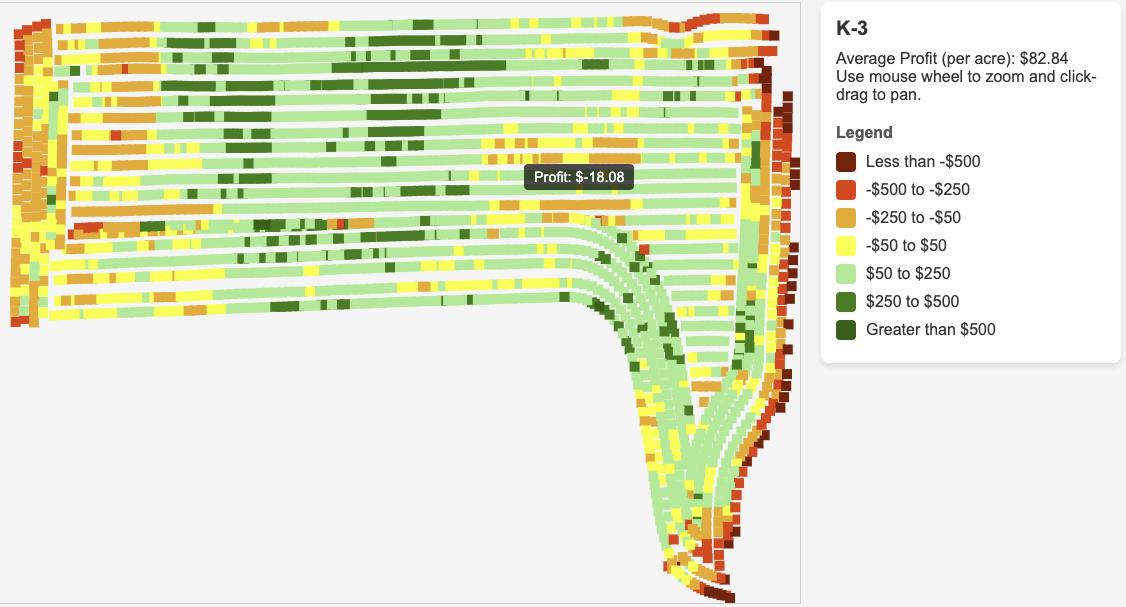 K-3
Average Profit (per acre): $82.84
Use mouse wheel to zoom and click-
drag to pan.
Legend
Less than -$500
-$500 to -$250
-$250 to -$50
-$50 to $50
$50 to $250
$250 to $500
Greater than $500
Profit: $-18.08